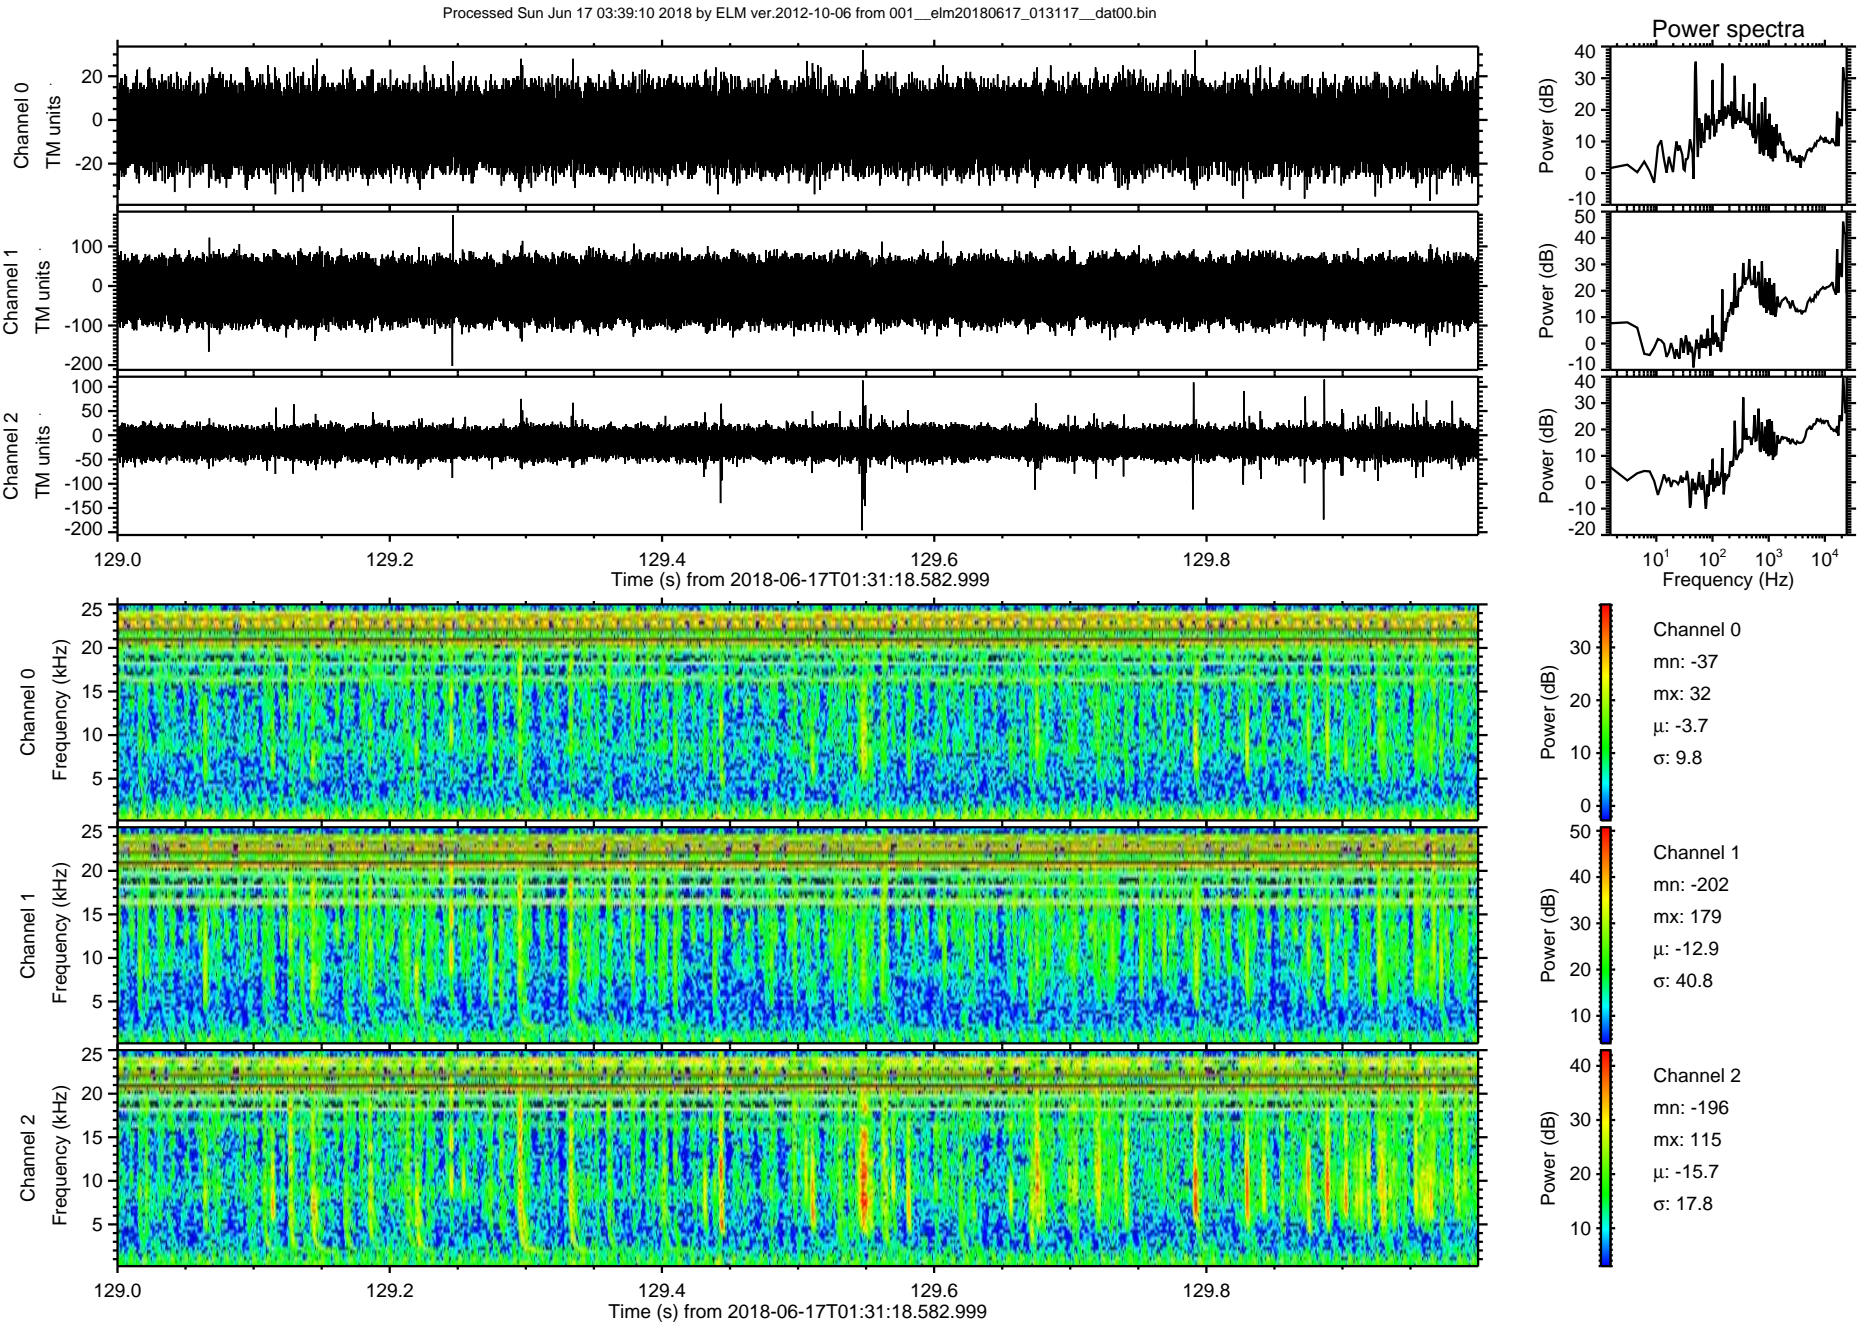 Processed Sun Jun 17 03:39:10 2018 by ELM ver.2012-10-06 from 001__elm20180617_013117__dat00.bin
Power spectra
Channel 0
TM units
20
0
-20
Power (dB)
40
30
20
10
0
-10
Channel 1
TM units
100
0
-100
-200
Power (dB)
50
40
30
20
10
0
-10
Channel 2
TM units
100
50
0
-50
-100
-150
-200
Power (dB)
40
30
20
10
0
-10
-20
129.0 129.2 129.4 129.6 129.8
Time (s) from 2018-06-17T01:31:18.582.999
10¹ 10² 10³ 10⁴
Frequency (Hz)
Channel 0
Frequency (kHz)
25
20
15
10
5
Power (dB)
30
20
10
0
Channel 0
mn: -37
mx: 32
μ: -3.7
σ: 9.8
Channel 1
Frequency (kHz)
25
20
15
10
5
Power (dB)
50
40
30
20
10
Channel 1
mn: -202
mx: 179
μ: -12.9
σ: 40.8
Channel 2
Frequency (kHz)
25
20
15
10
5
Power (dB)
40
30
20
10
Channel 2
mn: -196
mx: 115
μ: -15.7
σ: 17.8
129.0 129.2 129.4 129.6 129.8
Time (s) from 2018-06-17T01:31:18.582.999